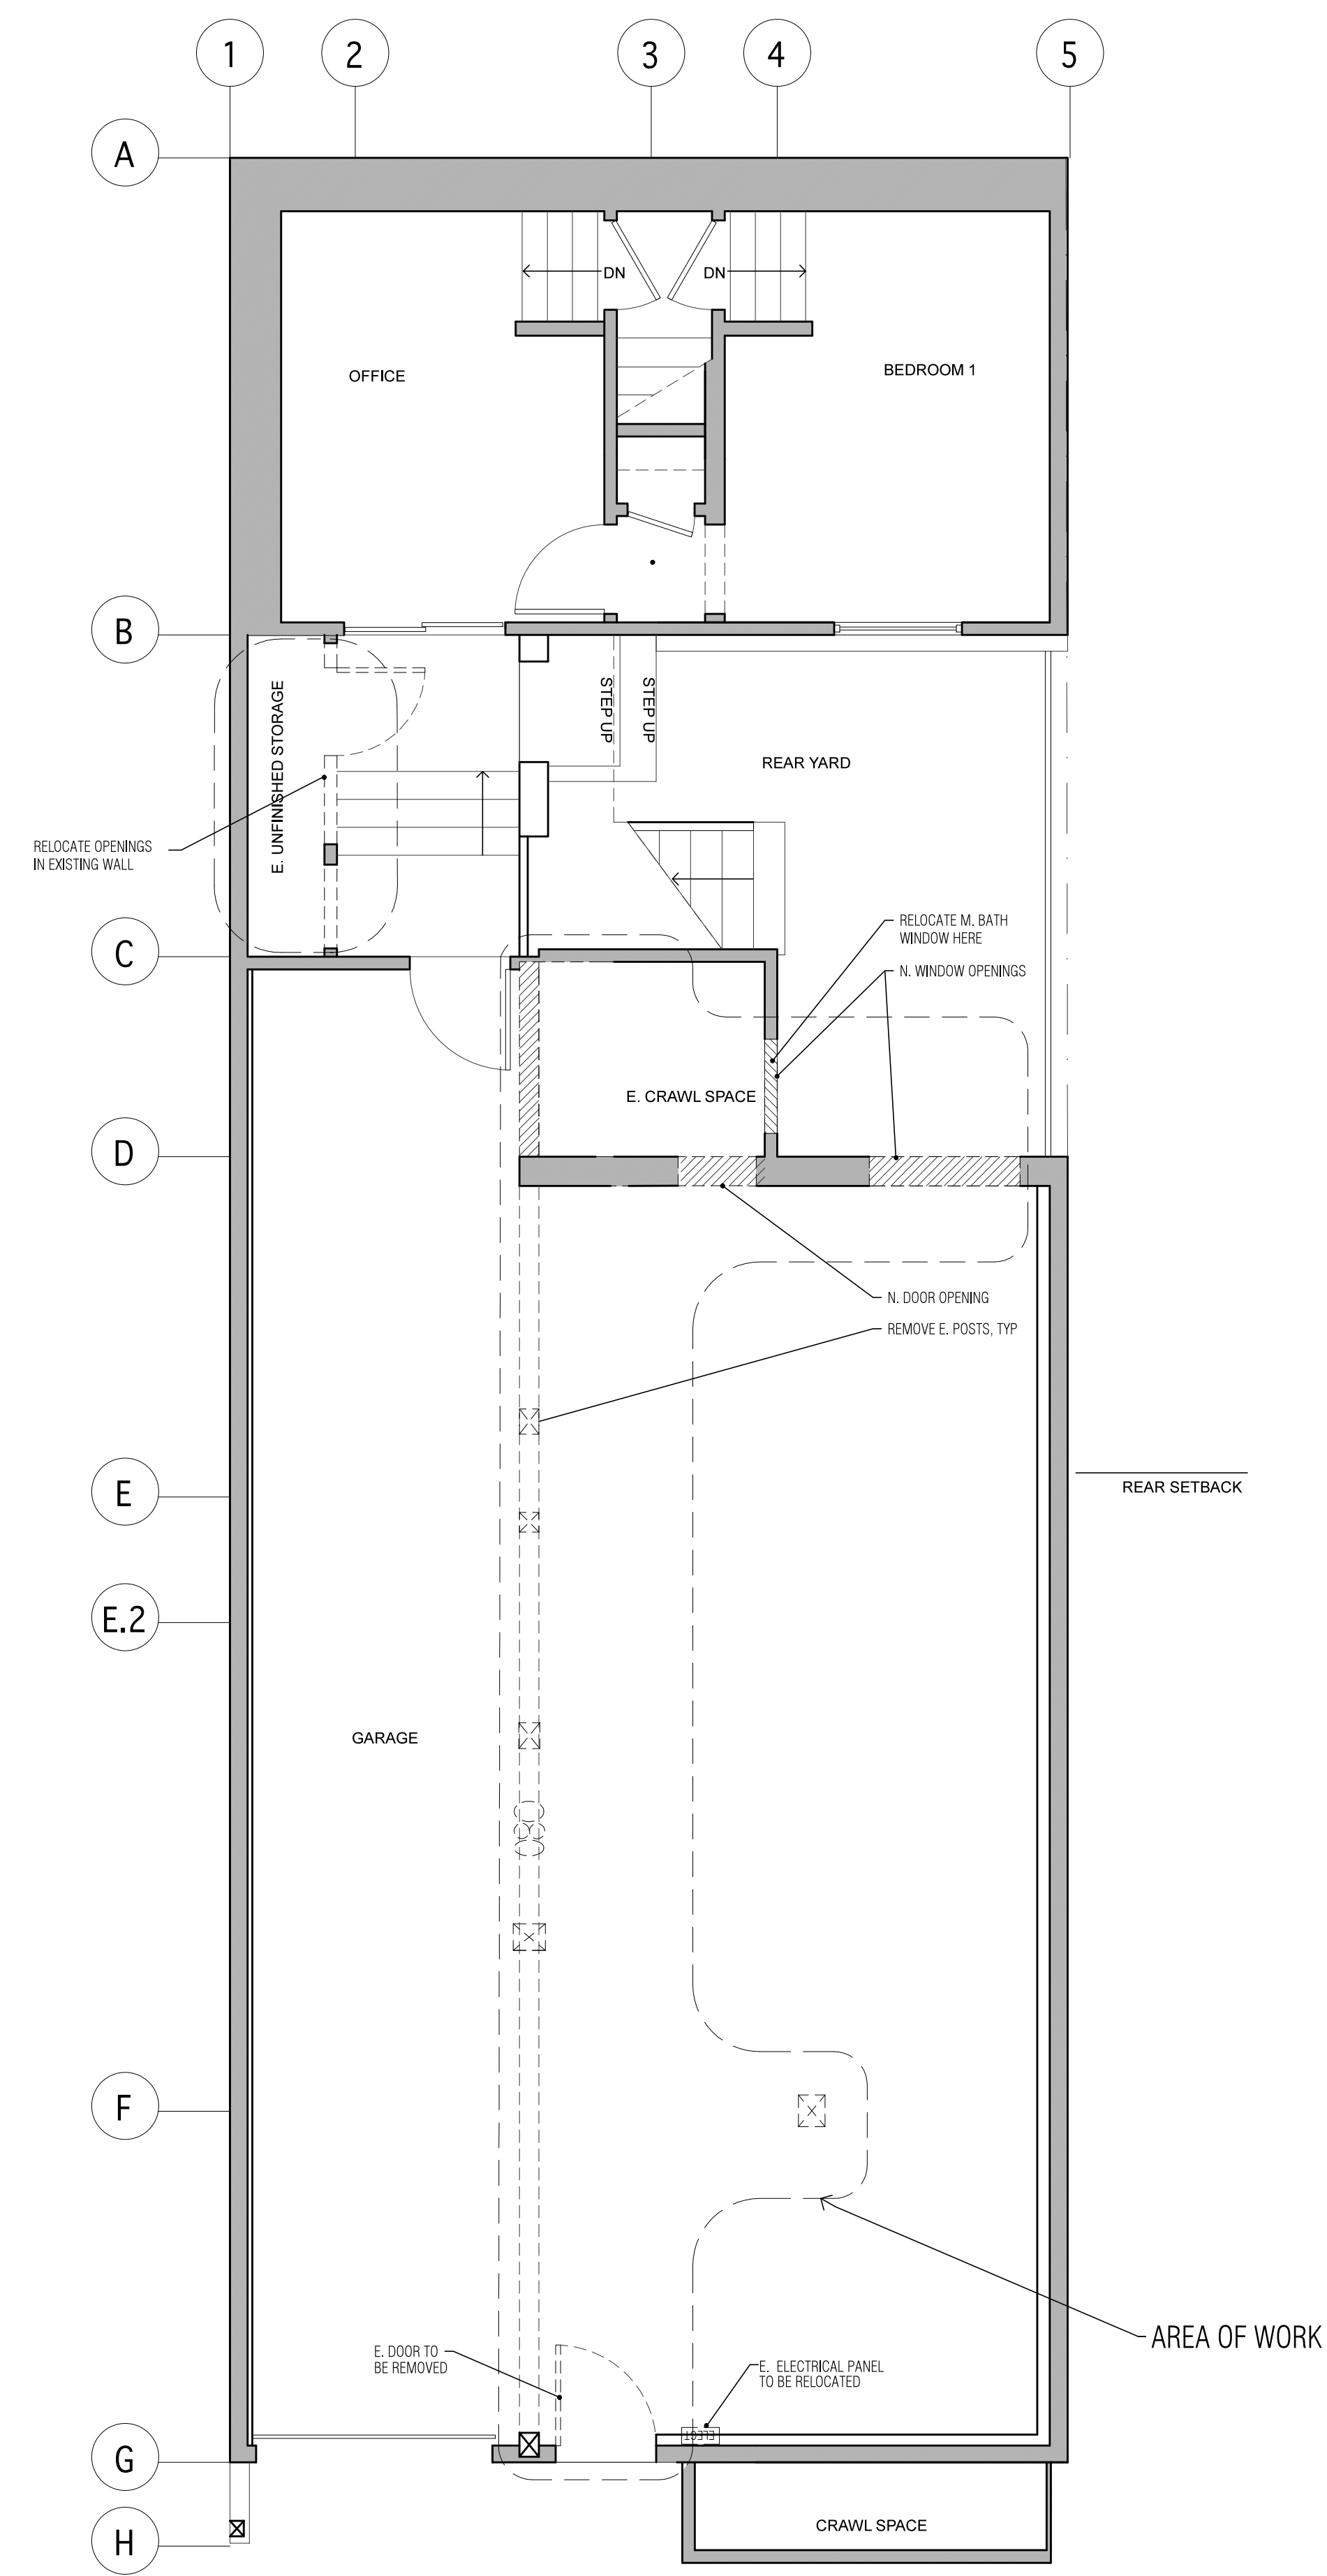 1
2
3
4
5
A
DN
DN
OFFICE
BEDROOM 1
B
E. UNFINISHED STORAGE
STEP UP
STEP UP
REAR YARD
RELOCATE OPENINGS
IN EXISTING WALL
C
RELOCATE M. BATH
WINDOW HERE
N. WINDOW OPENINGS
E. CRAWL SPACE
D
N. DOOR OPENING
REMOVE E. POSTS, TYP
E
REAR SETBACK
E.2
GARAGE
F
AREA OF WORK
E. DOOR TO
BE REMOVED
E. ELECTRICAL PANEL
TO BE RELOCATED
ELECT
G
CRAWL SPACE
H